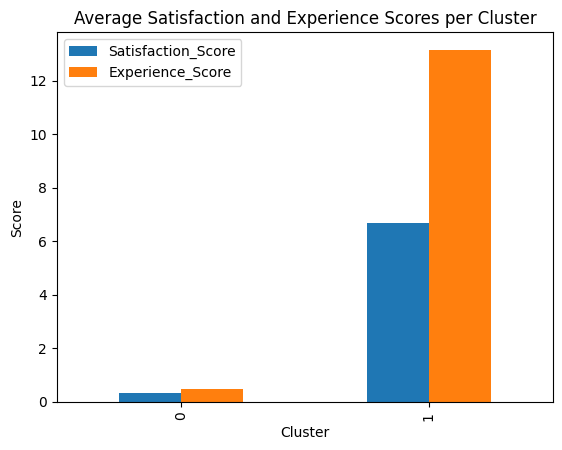 Average Satisfaction and Experience Scores per Cluster
Satisfaction_Score
Experience_Score
12
10
8
6
4
2
0
Score
0
1
Cluster